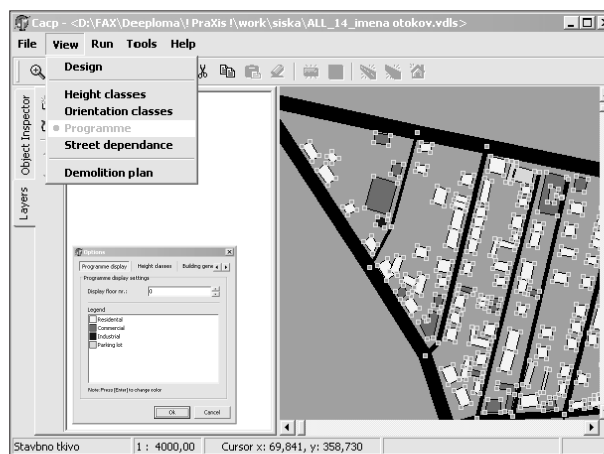 Cacp - <D:\FAX\Deeploma\! PraXis !\work\siska\ALL_14_imena otokov.vdls>
File View Run Tools Help
Design
Height classes
Orientation classes
Programme
Street dependance
Demolition plan
Object Inspector
Layers
Options
Programme display Height classes Building gene
Programme display settings
Display floor nr.: 0
Legend
Residental
Commercial
Industrial
Parking lot
Note: Press [Enter] to change color
Ok Cancel
Stavbno tkivo 1 : 4000,00 Cursor x: 69,841, y: 358,730